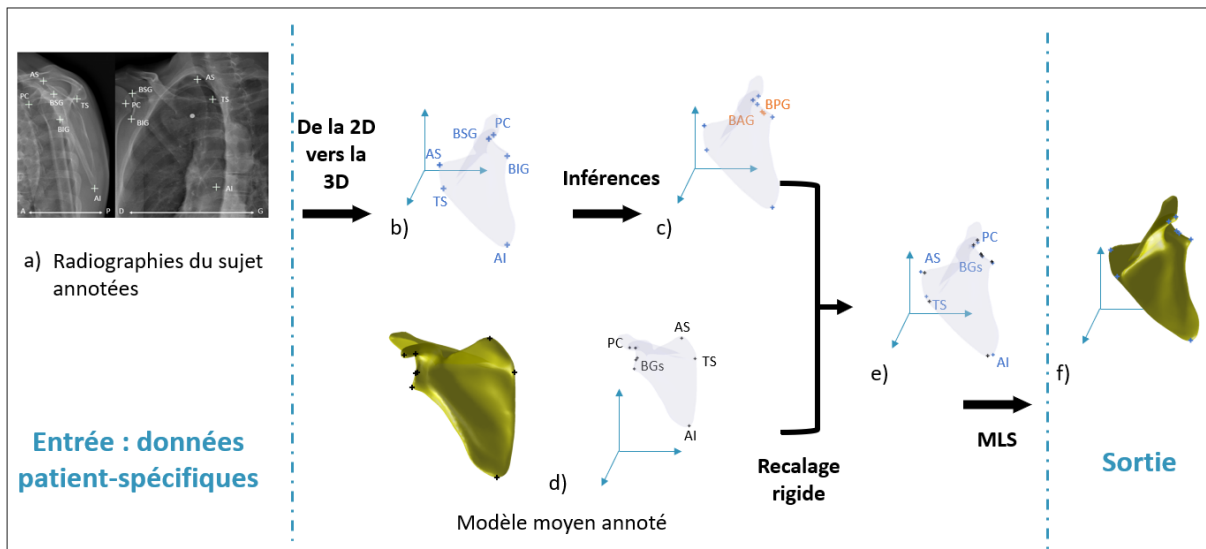 AS
PC
BSG
TS
BIG
AI
A
P
BSG
PC
BIG
AS
TS
AI
D
G
a) Radiographies du sujet
annotées
Entrée : données
patient-spécifiques
De la 2D
vers la
3D
PC
BSG
AS
BIG
TS
b)
AI
Inférences
BPG
BAG
c)
AS
PC
TS
BGs
AI
d)
Modèle moyen annoté
Recalage
rigide
PC
AS
BGs
TS
AI
e)
MLS
f)
Sortie